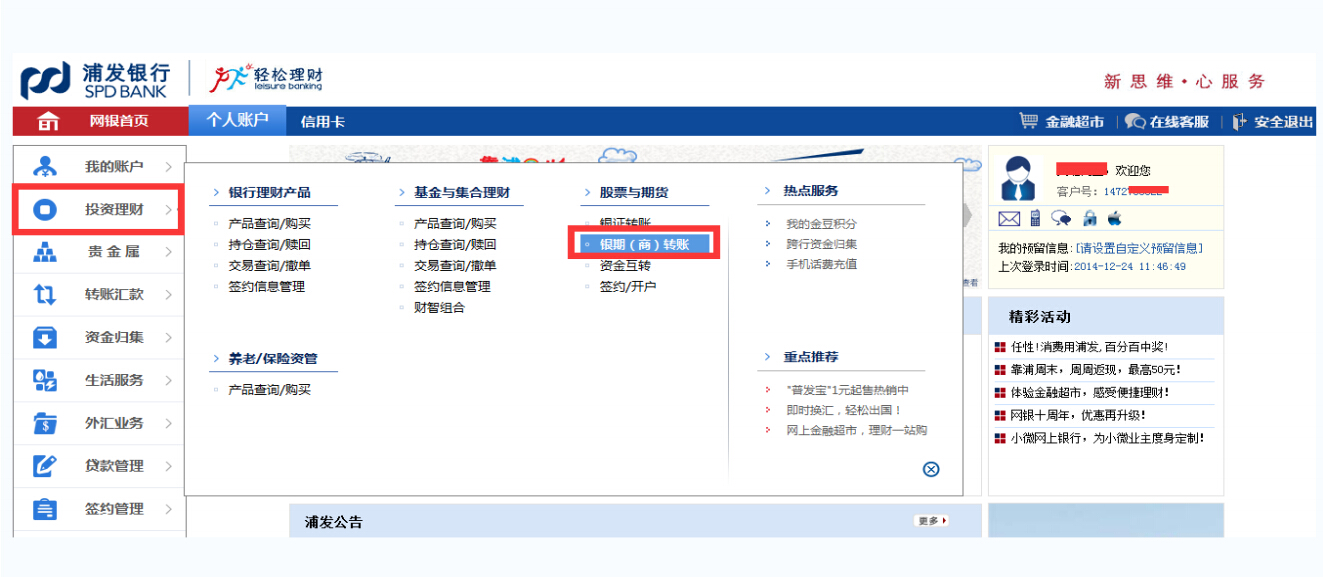 浦发银行
SPD BANK
轻松理财
leisure banking
新思维·心服务
网银首页
个人账户
信用卡
金融超市
在线客服
安全退出
我的账户
投资理财
贵金属
转账汇款
资金归集
生活服务
外汇业务
贷款管理
签约管理
银行理财产品
产品查询/购买
持仓查询/赎回
交易查询/撤单
签约信息管理
基金与集合理财
产品查询/购买
持仓查询/赎回
交易查询/撤单
签约信息管理
财智组合
股票与期货
银证转账
银期(商)转账
资金互转
签约/开户
热点服务
我的金豆积分
跨行资金归集
手机话费充值
养老/保险资管
产品查询/购买
重点推荐
"普发宝"1元起售热销中
即时换汇，轻松出国！
网上金融超市，理财一站购
查看
浦发公告
更多
欢迎您
客户号：1472
我的预留信息:[请设置自定义预留信息]
上次登录时间:2014-12-24 11:46:49
精彩活动
任性!消费用浦发,百分百中奖!
靠浦周末，周周返现，最高50元!
体验金融超市，感受便捷理财!
网银十周年，优惠再升级!
小微网上银行，为小微业主度身定制!